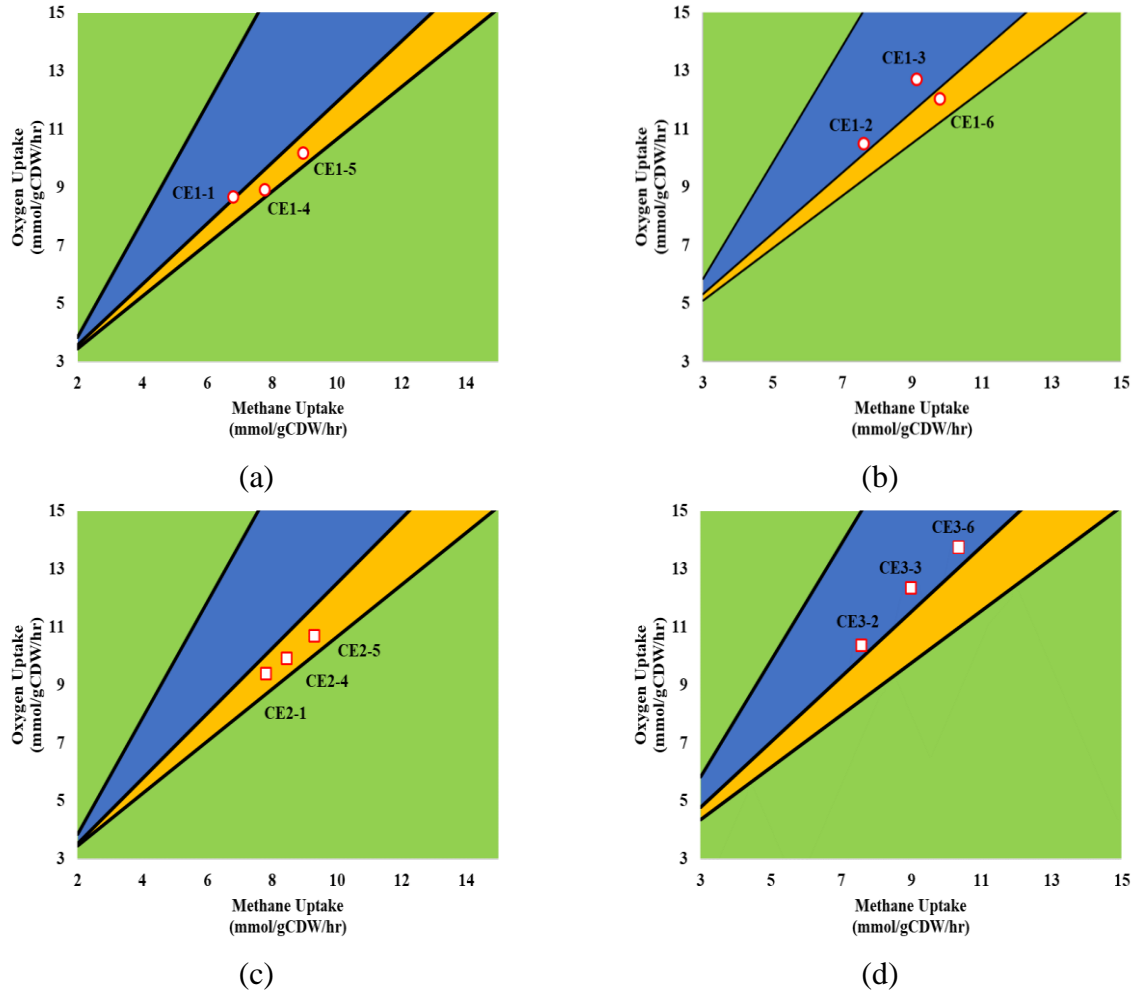 15
13
11
9
7
5
3
Oxygen Uptake
(mmol/gCDW/hr)
CE1-1
CE1-5
CE1-4
2 4 6 8 10 12 14
Methane Uptake
(mmol/gCDW/hr)
(a)
15
13
11
9
7
5
3
Oxygen Uptake
(mmol/gCDW/hr)
CE1-3
CE1-2
CE1-6
3 5 7 9 11 13 15
Methane Uptake
(mmol/gCDW/hr)
(b)
15
13
11
9
7
5
3
Oxygen Uptake
(mmol/gCDW/hr)
CE2-5
CE2-4
CE2-1
2 4 6 8 10 12 14
Methane Uptake
(mmol/gCDW/hr)
(c)
15
13
11
9
7
5
3
Oxygen Uptake
(mmol/gCDW/hr)
CE3-6
CE3-3
CE3-2
3 5 7 9 11 13 15
Methane Uptake
(mmol/gCDW/hr)
(d)